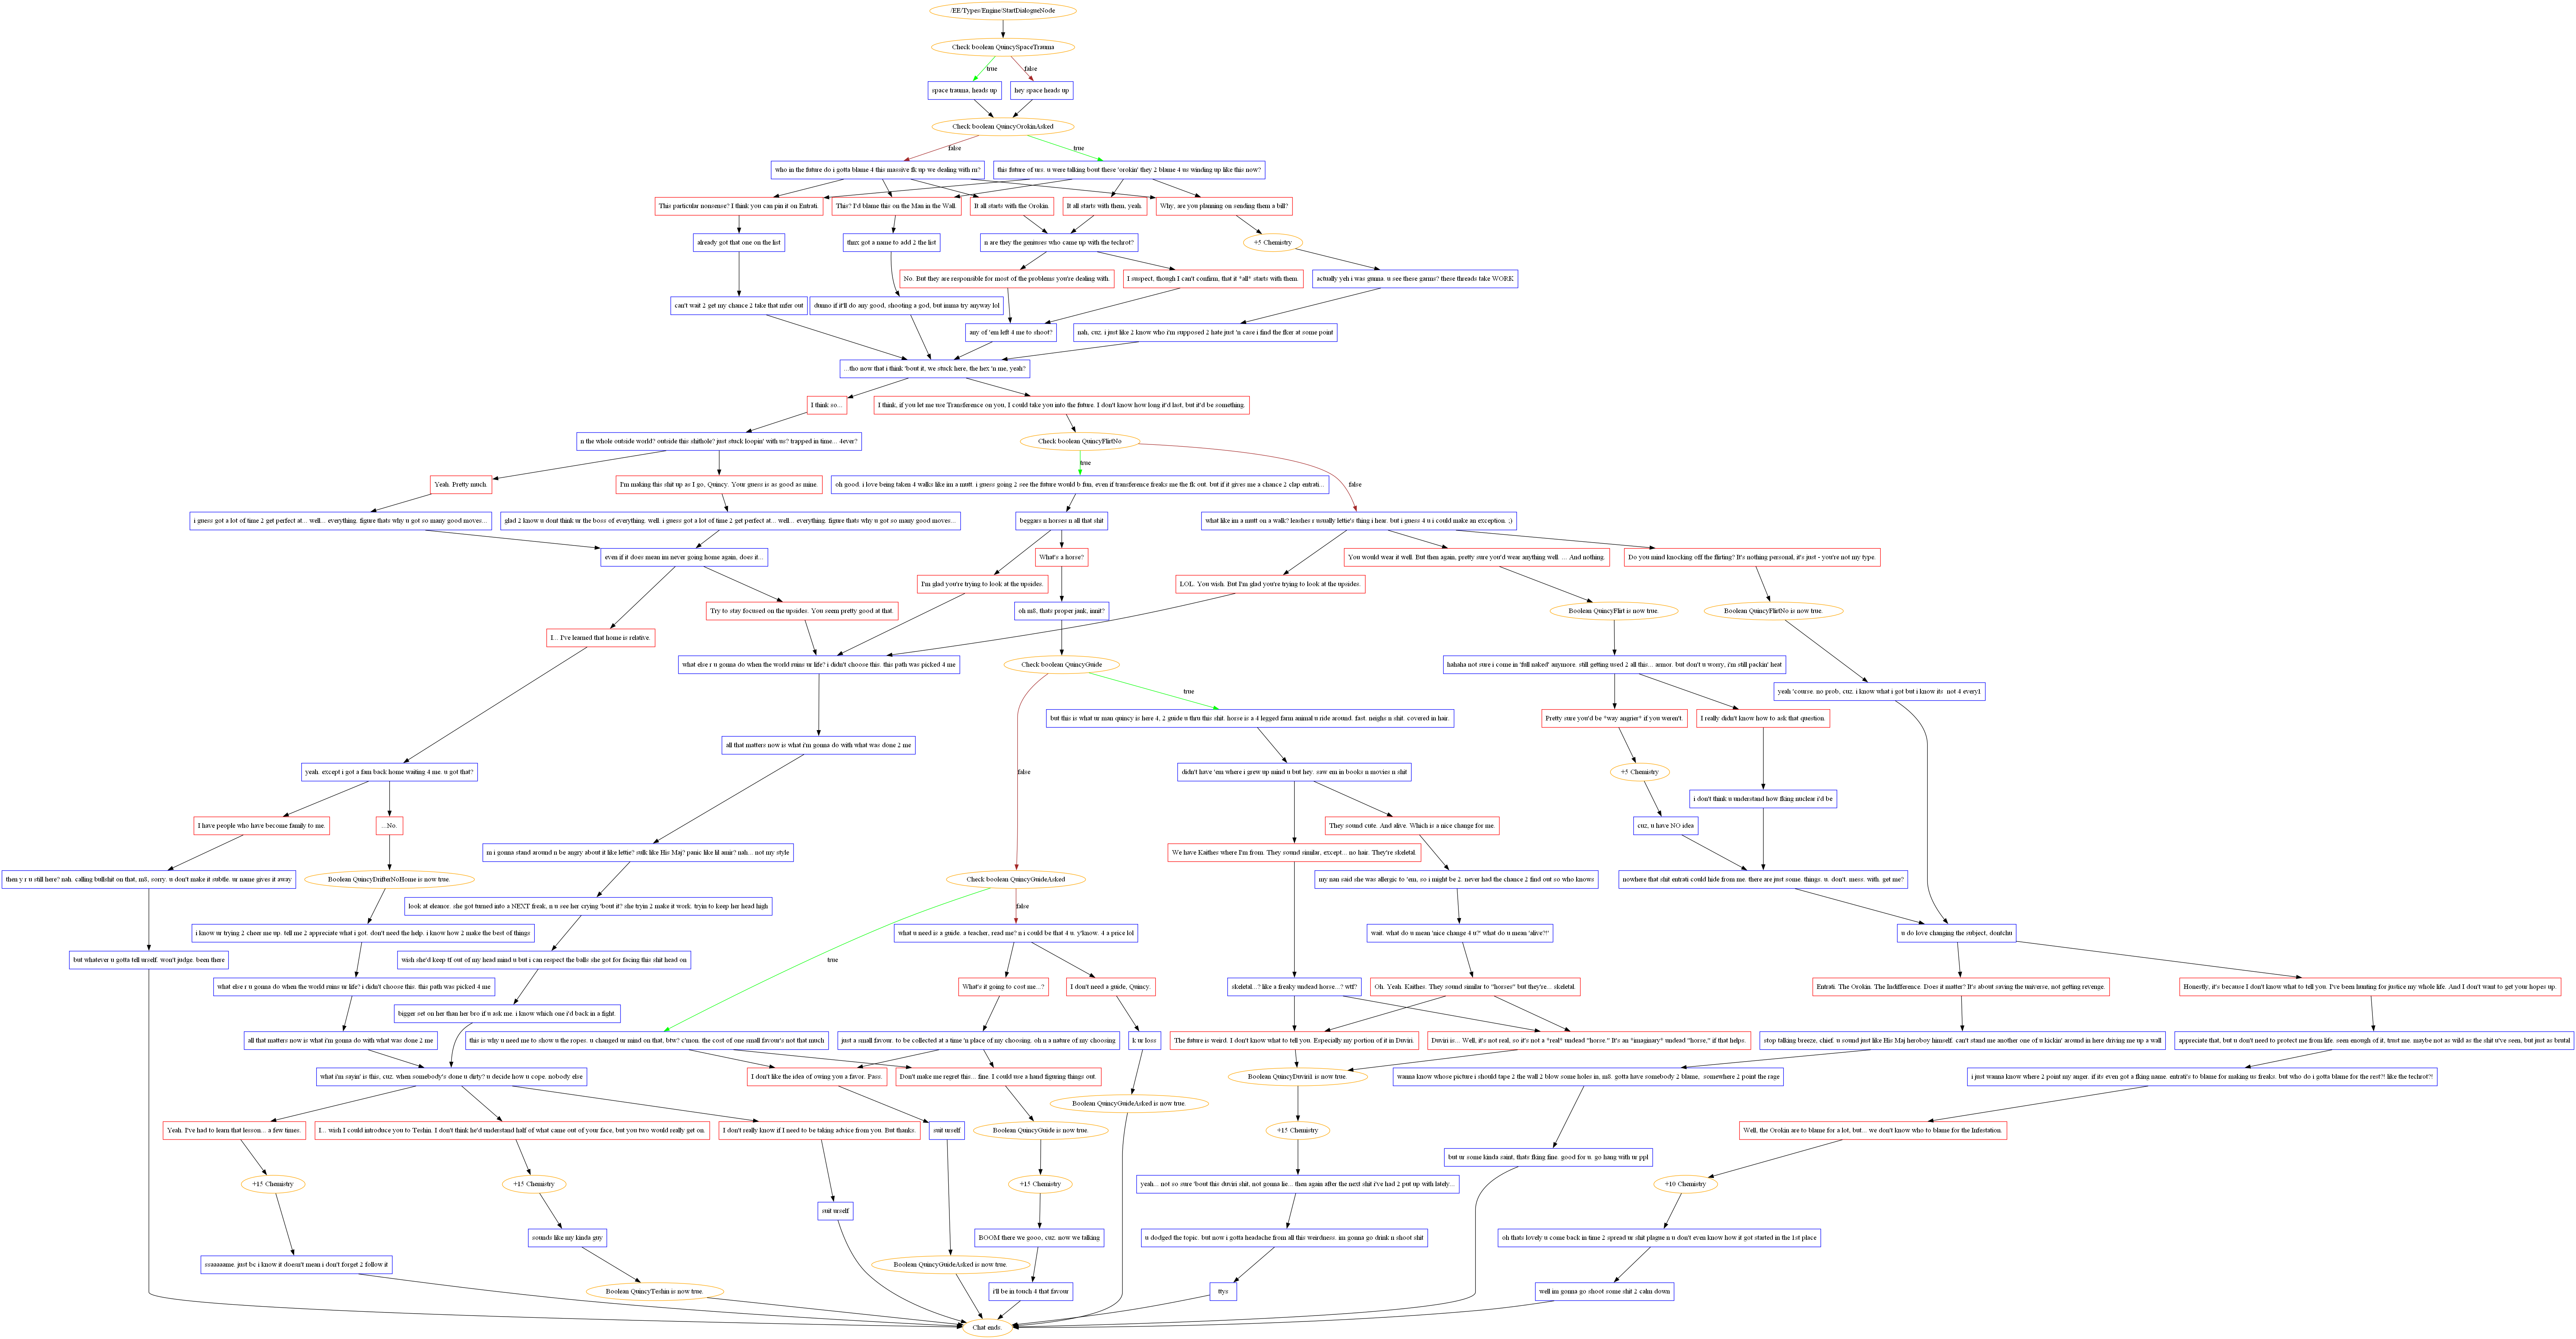 /EE/Types/Engine/StartDialogueNode
Check boolean QuincySpaceTrauma
true
false
space trauma, heads up
hey space heads up
Check boolean QuincyOrokinAsked
false
true
who in the future do i gotta blame 4 this massive fk up we dealing with rn?
this future of urs. u were talking bout these 'orokin' they 2 blame 4 us winding up like this now?
This particular nonsense? I think you can pin it on Entrati.
This? I'd blame this on the Man in the Wall.
It all starts with the Orokin.
It all starts with them, yeah.
Why, are you planning on sending them a bill?
already got that one on the list
thnx got a name to add 2 the list
n are they the geniuses who came up with the techrot?
+5 Chemistry
No. But they are responsible for most of the problems you're dealing with.
I suspect, though I can't confirm, that it *all* starts with them.
actually yeh i was gunna. u see these garms? these threads take WORK
can't wait 2 get my chance 2 take that mfer out
dunno if it'll do any good, shooting a god, but imma try anyway lol
any of 'em left 4 me to shoot?
nah, cuz. i just like 2 know who i'm supposed 2 hate just 'n case i find the fker at some point
...tho now that i think 'bout it, we stuck here, the hex 'n me, yeah?
I think so...
I think, if you let me use Transference on you, I could take you into the future. I don't know how long it'd last, but it'd be something.
n the whole outside world? outside this shithole? just stuck loopin' with us? trapped in time... 4ever?
Check boolean QuincyFlirtNo
true
false
Yeah. Pretty much.
I'm making this shit up as I go, Quincy. Your guess is as good as mine.
oh good. i love being taken 4 walks like im a mutt. i guess going 2 see the future would b fun, even if transference freaks me the fk out. but if it gives me a chance 2 clap entrati...
i guess got a lot of time 2 get perfect at... well... everything. figure thats why u got so many good moves...
glad 2 know u dont think ur the boss of everything. well. i guess got a lot of time 2 get perfect at... well... everything. figure thats why u got so many good moves...
beggars n horses n all that shit
what like im a mutt on a walk? leashes r usually lettie's thing i hear. but i guess 4 u i could make an exception. ;)
even if it does mean im never going home again, does it...
What's a horse?
You would wear it well. But then again, pretty sure you'd wear anything well. ... And nothing.
Do you mind knocking off the flirting? It's nothing personal, it's just - you're not my type.
I'm glad you're trying to look at the upsides.
LOL. You wish. But I'm glad you're trying to look at the upsides.
Try to stay focused on the upsides. You seem pretty good at that.
oh m8, thats proper jank, innit?
Boolean QuincyFlirt is now true.
Boolean QuincyFlirtNo is now true.
I... I've learned that home is relative.
what else r u gonna do when the world ruins ur life? i didn't choose this. this path was picked 4 me
Check boolean QuincyGuide
hahaha not sure i come in 'full naked' anymore. still getting used 2 all this... armor. but don't u worry, i'm still packin' heat
true
yeah 'course. no prob, cuz. i know what i got but i know its not 4 every1
but this is what ur man quincy is here 4, 2 guide u thru this shit. horse is a 4 legged farm animal u ride around. fast. neighs n shit. covered in hair.
Pretty sure you'd be *way angrier* if you weren't.
I really didn't know how to ask that question.
all that matters now is what i'm gonna do with what was done 2 me
yeah. except i got a fam back home waiting 4 me. u got that?
false
didn't have 'em where i grew up mind u but hey. saw em in books n movies n shit
+5 Chemistry
i don't think u understand how fking nuclear i'd be
I have people who have become family to me.
...No.
They sound cute. And alive. Which is a nice change for me.
cuz, u have NO idea
m i gonna stand around n be angry about it like lettie? sulk like His Maj? panic like lil amir? nah... not my style
We have Kaithes where I'm from. They sound similar, except... no hair. They're skeletal.
then y r u still here? nah. calling bullshit on that, m8, sorry. u don't make it subtle. ur name gives it away
Boolean QuincyDrifterNoHome is now true.
Check boolean QuincyGuideAsked
my nan said she was allergic to 'em, so i might be 2. never had the chance 2 find out so who knows
nowhere that shit entrati could hide from me. there are just some. things. u. don't. mess. with. get me?
look at eleanor. she got turned into a NEXT freak, n u see her crying 'bout it? she tryin 2 make it work. tryin to keep her head high
false
i know ur trying 2 cheer me up. tell me 2 appreciate what i got. don't need the help. i know how 2 make the best of things
what u need is a guide. a teacher, read me? n i could be that 4 u. y'know. 4 a price lol
wait. what do u mean 'nice change 4 u?' what do u mean 'alive?!'
u do love changing the subject, dontchu
but whatever u gotta tell urself. won't judge. been there
wish she'd keep tf out of my head mind u but i can respect the balls she got for facing this shit head on
true
what else r u gonna do when the world ruins ur life? i didn't choose this. this path was picked 4 me
What's it going to cost me...?
I don't need a guide, Quincy.
skeletal...? like a freaky undead horse...? wtf?
Oh. Yeah. Kaithes. They sound similar to "horses" but they're... skeletal.
Entrati. The Orokin. The Indifference. Does it matter? It's about saving the universe, not getting revenge.
Honestly, it's because I don't know what to tell you. I've been hunting for justice my whole life. And I don't want to get your hopes up.
bigger set on her than her bro if u ask me. i know which one i'd back in a fight.
all that matters now is what i'm gonna do with what was done 2 me
this is why u need me to show u the ropes. u changed ur mind on that, btw? c'mon. the cost of one small favour's not that much
just a small favour. to be collected at a time 'n place of my choosing. oh n a nature of my choosing
k ur loss
The future is weird. I don't know what to tell you. Especially my portion of it in Duviri.
Duviri is... Well, it's not real, so it's not a *real* undead "horse." It's an *imaginary* undead "horse," if that helps.
stop talking breeze, chief. u sound just like His Maj heroboy himself. can't stand me another one of u kickin' around in here driving me up a wall
appreciate that, but u don't need to protect me from life. seen enough of it, trust me. maybe not as wild as the shit u've seen, but just as brutal
what i'm sayin' is this, cuz. when somebody's done u dirty? u decide how u cope. nobody else
I don't like the idea of owing you a favor. Pass.
Don't make me regret this... fine. I could use a hand figuring things out.
Boolean QuincyDuviri1 is now true.
wanna know whose picture i should tape 2 the wall 2 blow some holes in, m8. gotta have somebody 2 blame, somewhere 2 point the rage
i just wanna know where 2 point my anger. if its even got a fking name. entrati's to blame for making us freaks. but who do i gotta blame for the rest?! like the techrot?!
Boolean QuincyGuideAsked is now true.
Yeah. I've had to learn that lesson... a few times.
I... wish I could introduce you to Teshin. I don't think he'd understand half of what came out of your face, but you two would really get on.
I don't really know if I need to be taking advice from you. But thanks.
suit urself
Boolean QuincyGuide is now true.
+15 Chemistry
Well, the Orokin are to blame for a lot, but... we don't know who to blame for the Infestation.
but ur some kinda saint, thats fking fine. good for u. go hang with ur ppl
+15 Chemistry
+15 Chemistry
+15 Chemistry
yeah... not so sure 'bout this duviri shit, not gonna lie... then again after the next shit i've had 2 put up with lately...
+10 Chemistry
suit urself
sounds like my kinda guy
BOOM there we gooo, cuz. now we talking
u dodged the topic. but now i gotta headache from all this weirdness. im gonna go drink n shoot shit
oh thats lovely u come back in time 2 spread ur shit plague n u don't even know how it got started in the 1st place
ssaaaaame. just bc i know it doesn't mean i don't forget 2 follow it
Boolean QuincyGuideAsked is now true.
Boolean QuincyTeshin is now true.
i'll be in touch 4 that favour
ttys
well im gonna go shoot some shit 2 calm down
Chat ends.